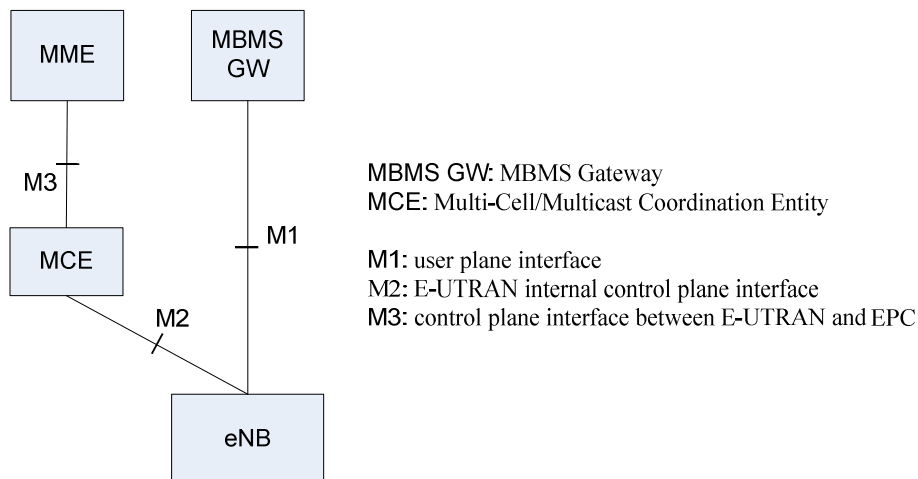 MME
MBMS
GW
M3
M1
MCE
M2
eNB
MBMS GW: MBMS Gateway
MCE: Multi-Cell/Multicast Coordination Entity
M1: user plane interface
M2: E-UTRAN internal control plane interface
M3: control plane interface between E-UTRAN and EPC